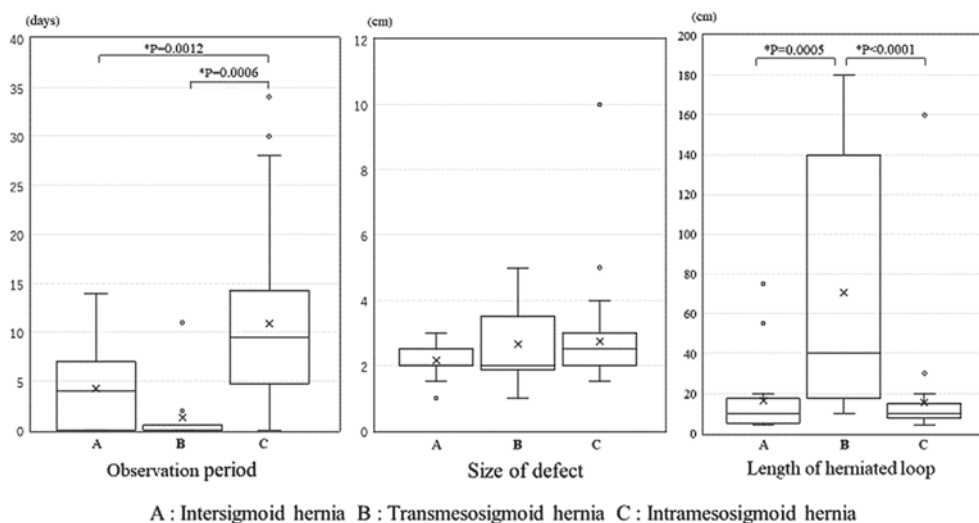 (days)
40
35
30
25
20
15
10
5
0
*P=0.0012
*P=0.0006
A B C
Observation period
(cm)
12
10
8
6
4
2
0
A B C
Size of defect
(cm)
200
180
160
140
120
100
80
60
40
20
0
*P=0.0005 *P<0.0001
A B C
Length of herniated loop
A : Intersigmoid hernia B : Transmesosigmoid hernia C : Intramesosigmoid hernia